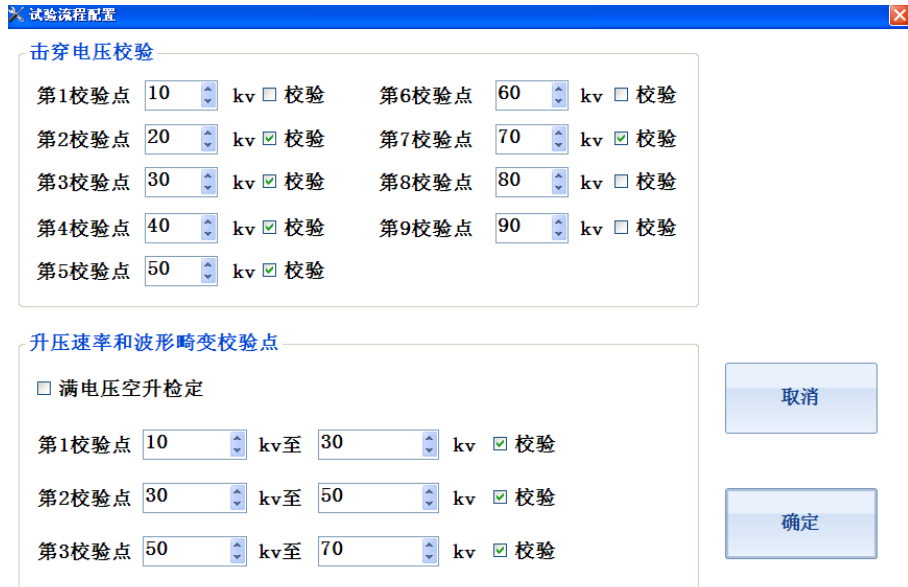 试验流程配置
击穿电压校验
第1校验点 10 kv 校验 第6校验点 60 kv 校验
第2校验点 20 kv 校验 第7校验点 70 kv 校验
第3校验点 30 kv 校验 第8校验点 80 kv 校验
第4校验点 40 kv 校验 第9校验点 90 kv 校验
第5校验点 50 kv 校验
升压速率和波形畸变校验点
满电压空升检定
取消
第1校验点 10 kv至 30 kv 校验
第2校验点 30 kv至 50 kv 校验
确定
第3校验点 50 kv至 70 kv 校验